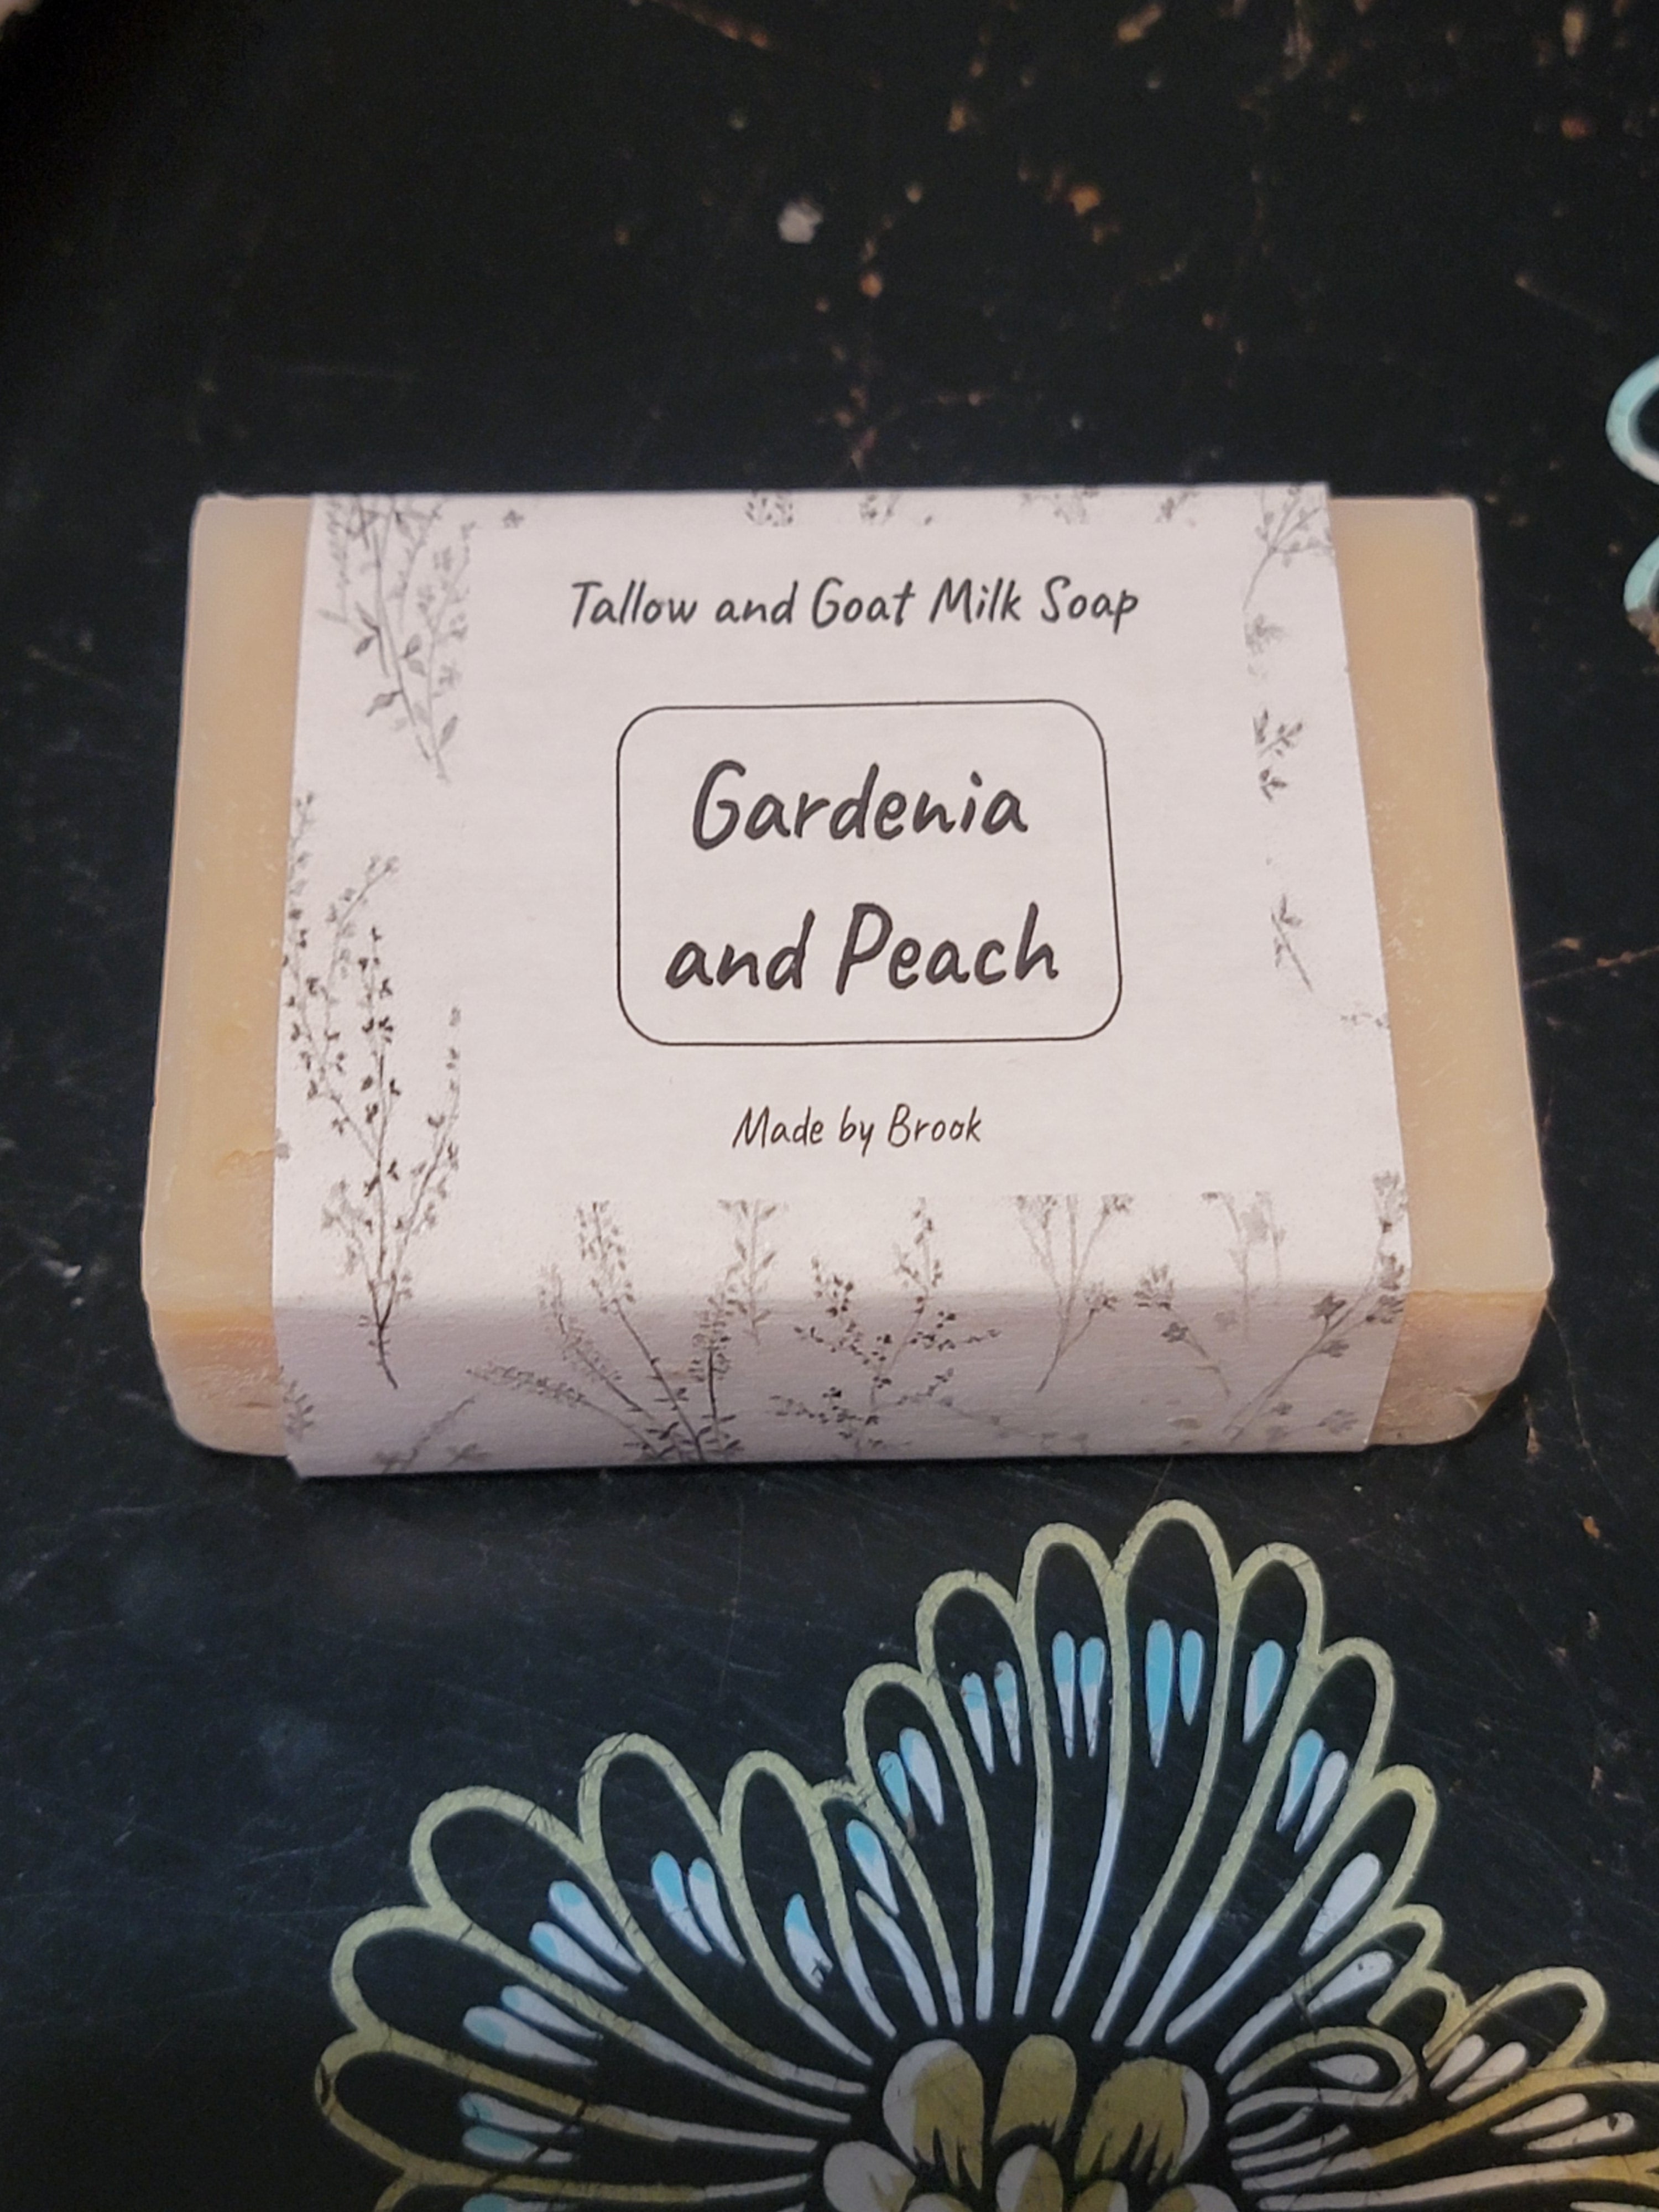 Tallow and Goat Milk Soap
Gardenia
and Peach
Made by Brook